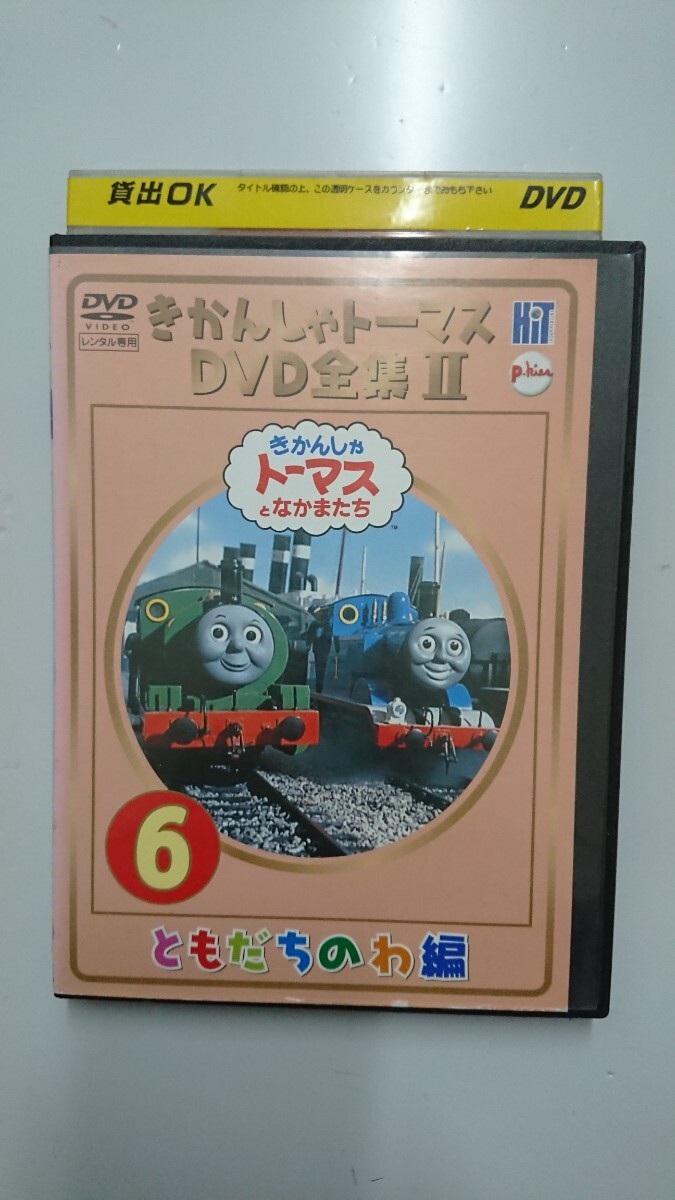 貸出OK タイトル確認の上、この透明ケースをカウンターまでおもち下さい DVD
DVD
VIDEO
レンタル専用
きかんしゃトーマス
DVD全集Ⅱ
HiT
p.kies
きかんしゃ
トーマス
となかまたち
™
6
ともだちのわ編